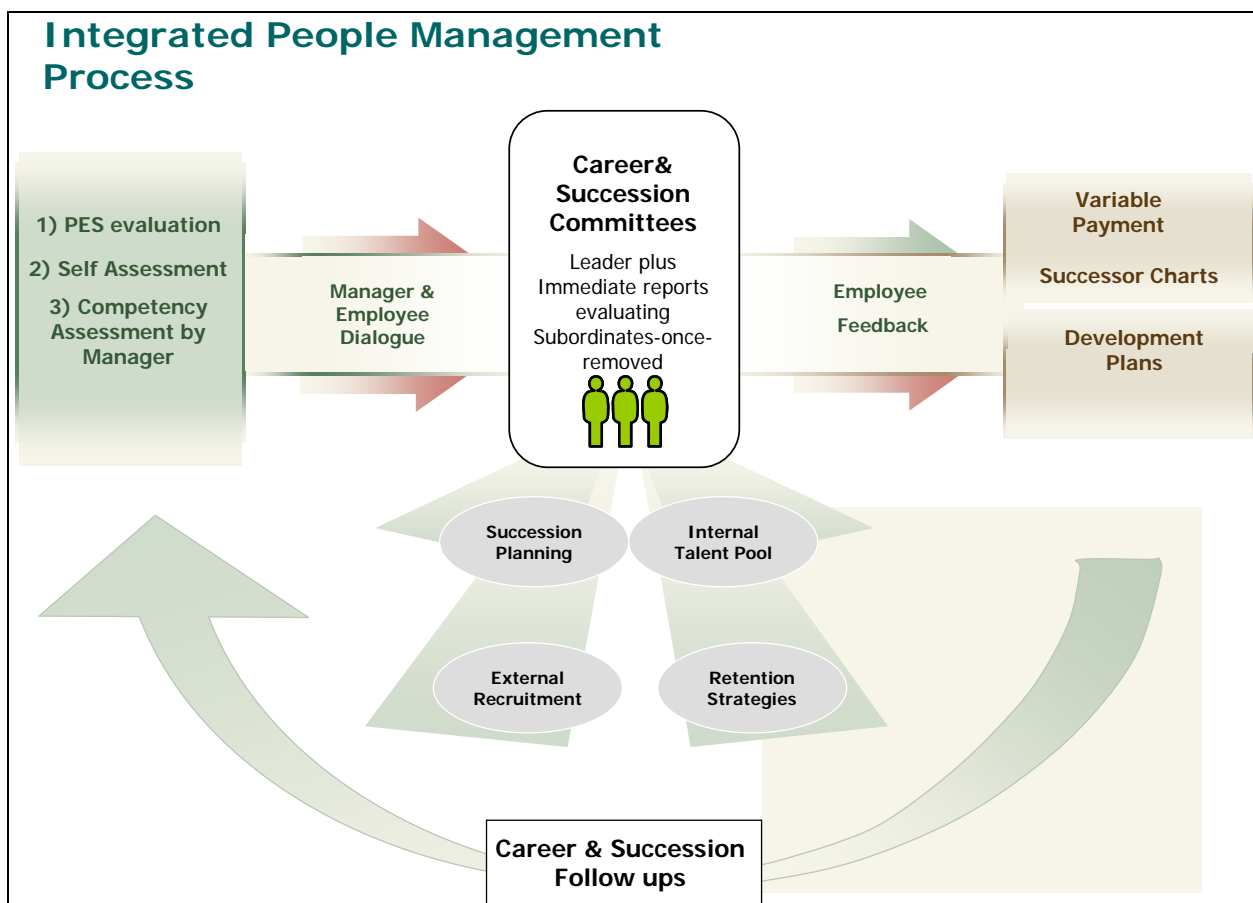 Integrated People Management
Process
1) PES evaluation
2) Self Assessment
3) Competency
Assessment by
Manager
Manager &
Employee
Dialogue
Career&
Succession
Committees
Leader plus
Immediate reports
evaluating
Subordinates-once-
removed
Employee
Feedback
Variable
Payment
Successor Charts
Development
Plans
Succession
Planning
Internal
Talent Pool
External
Recruitment
Retention
Strategies
Career & Succession
Follow ups